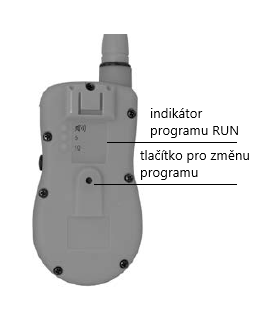 indikátor
programu RUN
tlačítko pro změnu
programu